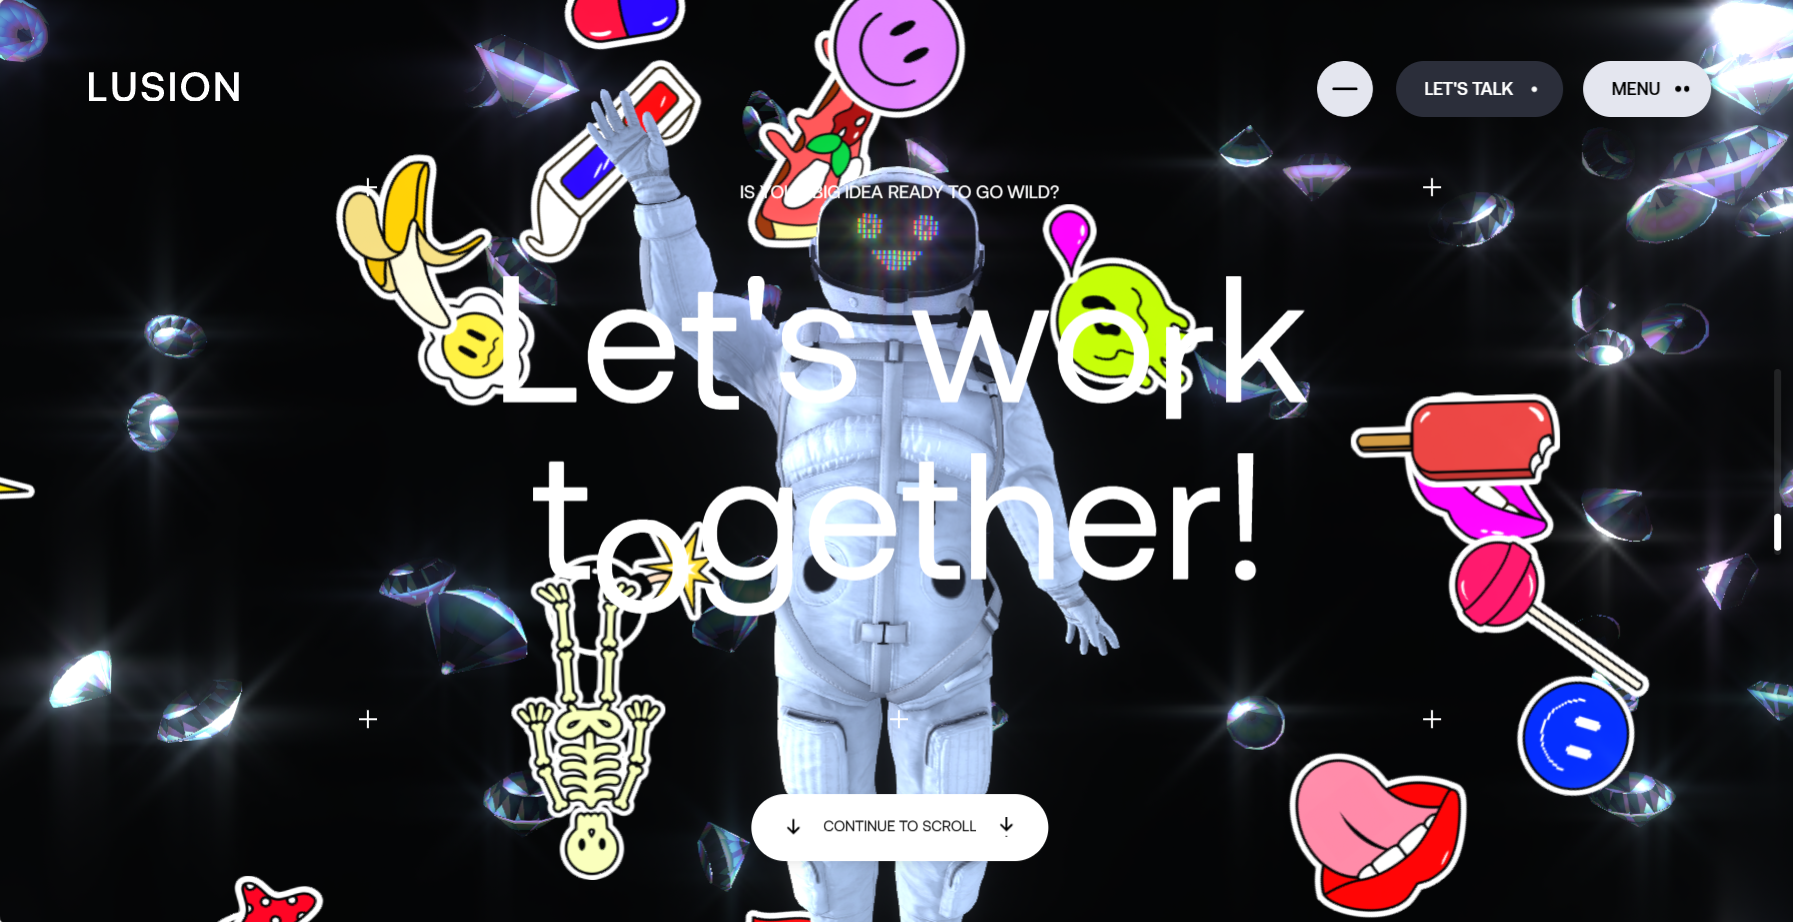 LUSION
LET'S TALK
MENU
IS YOUR BIG IDEA READY TO GO WILD?
Let's work
together!
CONTINUE TO SCROLL